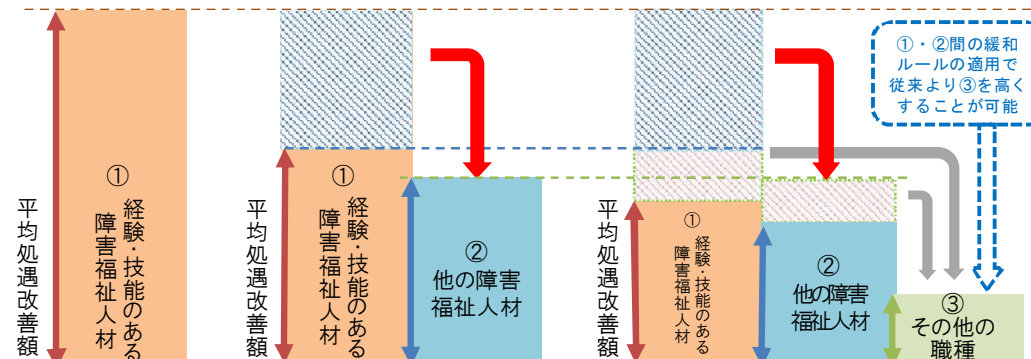 平均処遇改善額
①
経験・技能のある
障害福祉人材
平均処遇改善額
①
経験・技能のある
障害福祉人材
②
他の障害
福祉人材
平均処遇改善額
①
経験・技能のある
障害福祉人材
②
他の障害
福祉人材
③
その他の
職種
①・②間の緩和
ルールの適用で
従来より③を高く
することが可能